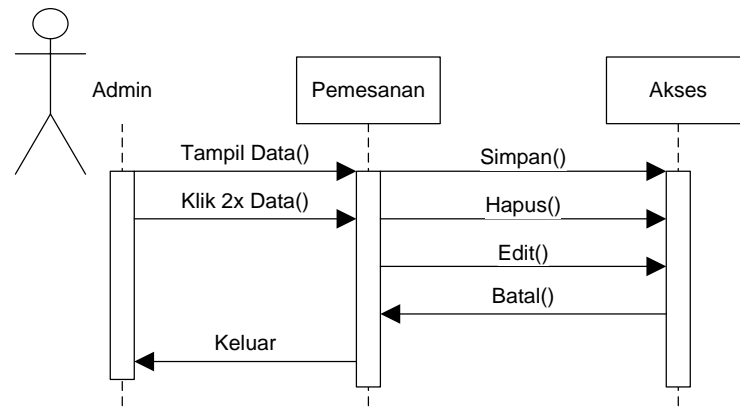 Admin
Pemesanan
Akses
Tampil Data()
Simpan()
Klik 2x Data()
Hapus()
Edit()
Batal()
Keluar